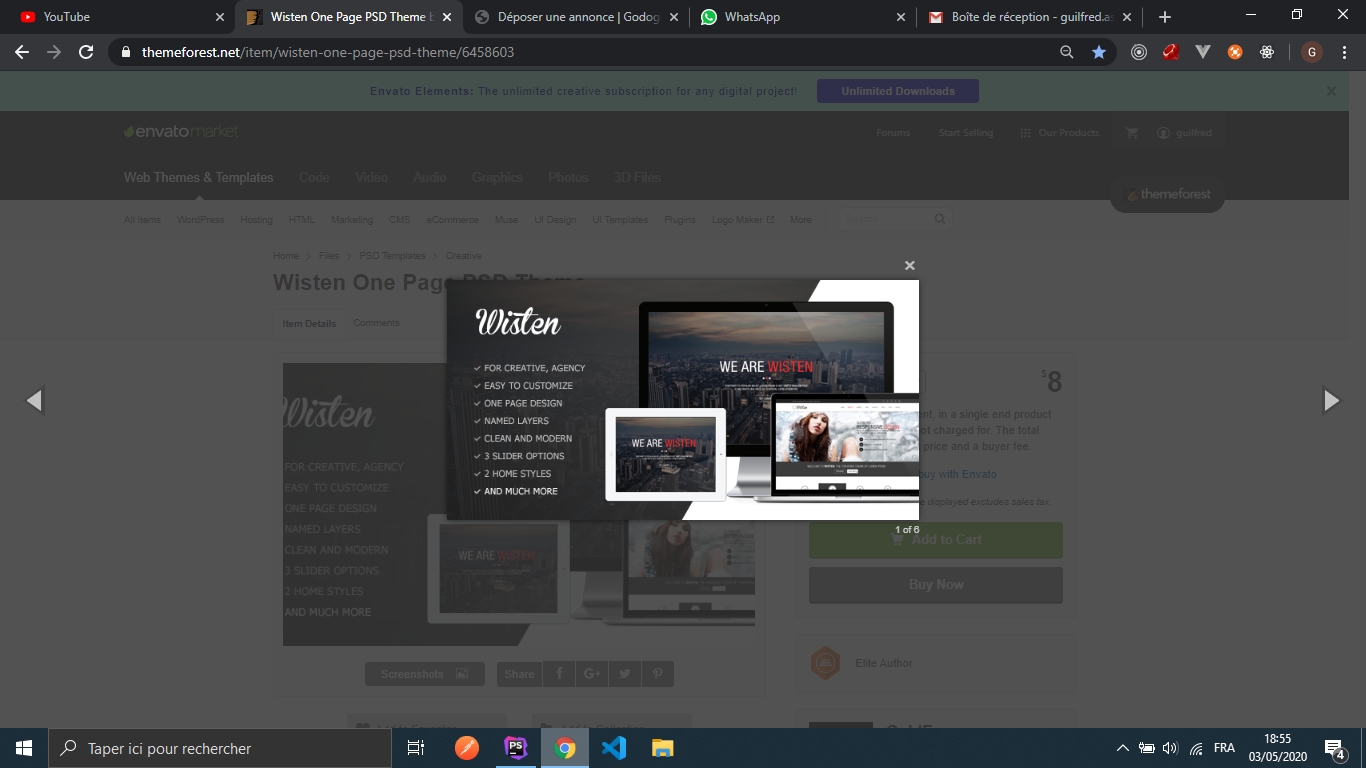 YouTube
Wisten One Page PSD Theme b
Déposer une annonce | Godog
WhatsApp
Boîte de réception - guilfred.as
themeforest.net/item/wisten-one-page-psd-theme/6458603
G
Envato Elements: The unlimited creative subscription for any digital project!
Unlimited Downloads
envatomarket
Forums
Start Selling
Our Products
guilfred
Web Themes & Templates
Code
Video
Audio
Graphics
Photos
3D Files
themeforest
All Items
WordPress
Hosting
HTML
Marketing
CMS
eCommerce
Muse
UI Design
UI Templates
Plugins
Logo Maker
More
Search
Home > Files > PSD Templates > Creative
Wisten One Page PSD Theme
Item Details
Comments
Wisten
FOR CREATIVE, AGENCY
EASY TO CUSTOMIZE
ONE PAGE DESIGN
NAMED LAYERS
CLEAN AND MODERN
3 SLIDER OPTIONS
2 HOME STYLES
AND MUCH MORE
WE ARE WISTEN
WE ARE WISTEN
1 of 6
Wisten
FOR CREATIVE, AGENCY
EASY TO CUSTOMIZE
ONE PAGE DESIGN
NAMED LAYERS
CLEAN AND MODERN
3 SLIDER OPTIONS
2 HOME STYLES
AND MUCH MORE
WE ARE WISTEN
$8
, in a single end product
charged for. The total
price and a buyer fee.
buy with Envato
displayed excludes sales tax.
Add to Cart
Buy Now
Elite Author
Screenshots
Share
f
G+
Add to Favorites
Add to Collection
Taper ici pour rechercher
PS
FRA
18:55
03/05/2020
4